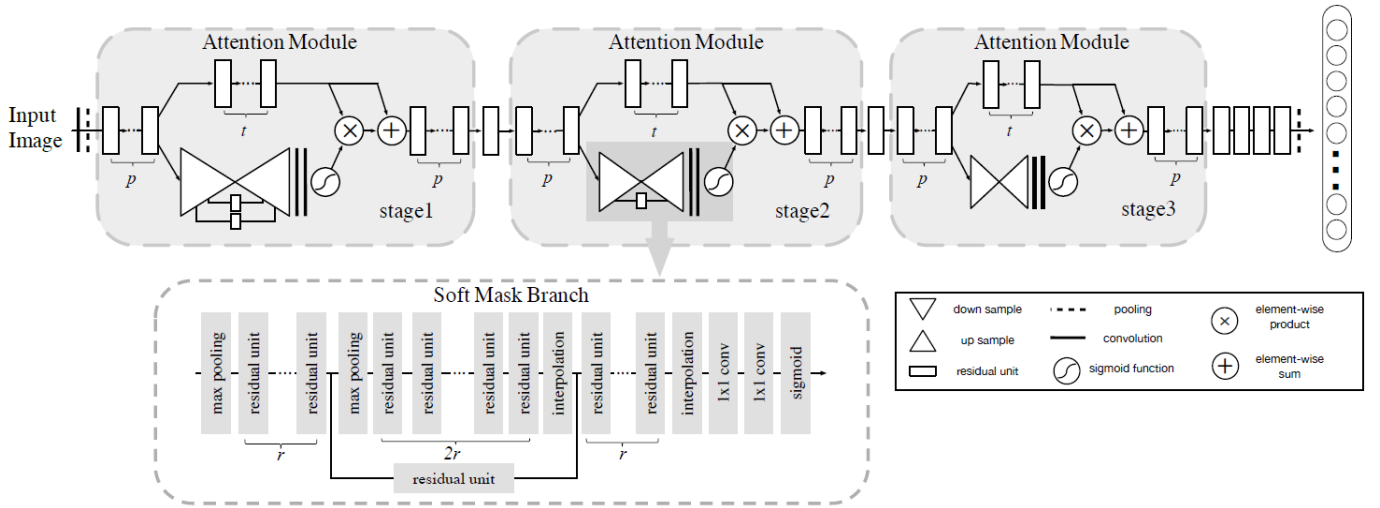 Attention Module
Attention Module
Attention Module
Input
Image
t
t
t
p
p
p
p
p
p
stage1
stage2
stage3
Soft Mask Branch
max pooling
residual unit
residual unit
max pooling
residual unit
residual unit
residual unit
residual unit
interpolation
residual unit
residual unit
interpolation
1x1 conv
1x1 conv
sigmoid
r
2r
r
residual unit
down sample
pooling
element-wise
product
up sample
convolution
residual unit
sigmoid function
element-wise
sum